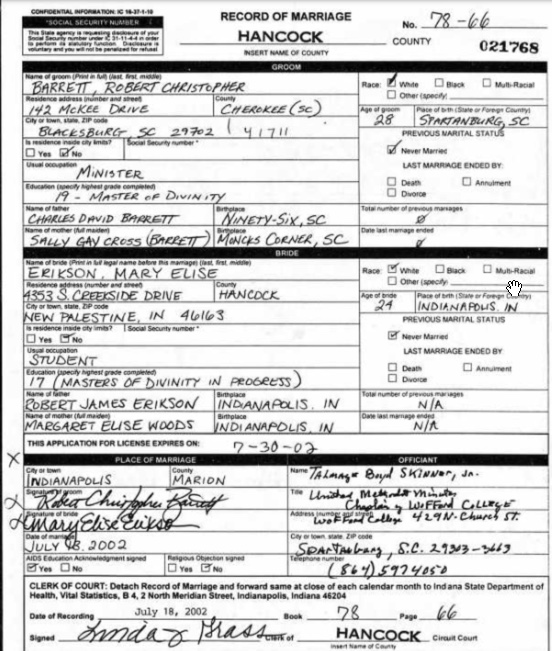 CONFIDENTIAL INFORMATION: IC 16-37-1-10
*SOCIAL SECURITY NUMBER
This State agency is requesting disclosure of your
Social Security number under IC 31-11-4-4 in order
to perform its statutory function. Disclosure is
voluntary and you will not be penalized for refusal.
RECORD OF MARRIAGE
HANCOCK COUNTY
INSERT NAME OF COUNTY
No. 78-66
021768
GROOM
Name of groom (Print in full) (last, first, middle)
BARRETT, ROBERT CHRISTOPHER
Race: White Black Multi-Racial
Other (specify)
Residence address (number and street) County
142 MCKEE DRIVE CHEROKEE (SC)
Age of groom Place of birth (State or Foreign Country)
28 SPARTANBURG, SC
City or town, state, ZIP code
BLACKSBURG, SC 29702 41711
PREVIOUS MARITAL STATUS
Is residence inside city limits? Social Security number *
Yes No
Never Married
Usual occupation
MINISTER
LAST MARRIAGE ENDED BY:
Death Annulment
Divorce
Education (specify highest grade completed)
19 - MASTER OF DIVINITY
Name of father Birthplace
CHARLES DAVID BARRETT NINETY-SIX, SC
Total number of previous marriages
Ø
Name of mother (full maiden) Birthplace
SALLY GAY CROSS (BARRETT) MONCKS CORNER, SC
Date last marriage ended
Ø
BRIDE
Name of bride (Print in full legal name before this marriage) (last, first, middle)
ERIKSON, MARY ELISE
Race: White Black Multi-Racial
Other (specify)
Residence address (number and street) County
4353 S. CREEKSIDE DRIVE HANCOCK
Age of bride Place of birth (State or Foreign Country)
24 INDIANAPOLIS, IN
City or town, state, ZIP code
NEW PALESTINE, IN 46163
PREVIOUS MARITAL STATUS
Is residence inside city limits? Social Security number *
Yes No
Never Married
Usual occupation
STUDENT
LAST MARRIAGE ENDED BY:
Death Annulment
Divorce
Education (specify highest grade completed)
17 (MASTERS OF DIVINITY IN PROGRESS)
Name of father Birthplace
ROBERT JAMES ERIKSON INDIANAPOLIS, IN
Total number of previous marriages
N/A
Name of mother (full maiden) Birthplace
MARGARET ELISE WOODS INDIANAPOLIS, IN
Date last marriage ended
N/A
THIS APPLICATION FOR LICENSE EXPIRES ON: 7-30-02
X
PLACE OF MARRIAGE
City or town County
INDIANAPOLIS MARION
Signature of groom
Robert Christopher Barrett
Signature of bride
Mary Elise Erikson
Date of marriage
JULY 2002
AIDS Education Acknowledgment signed Religious Objection signed
Yes No Yes No
OFFICIANT
Name TALMAGE Boyd SKINNER, Jr.
Title United Methodist Minister
Chaplain WOFFORD COLLEGE
Address (number and street)
Wofford College 429 N. Church ST.
City or town, state, ZIP code
Spartanburg, S.C. 29303-3663
Telephone number
(864) 5974050
CLERK OF COURT: Detach Record of Marriage and forward same at close of each calendar month to Indiana State Department of
Health, Vital Statistics, B 4, 2 North Meridian Street, Indianapolis, Indiana 46204
Date of Recording July 18, 2002 Book 78 Page 66
Signed Linda Grass Clerk of HANCOCK Circuit Court
Insert Name of County